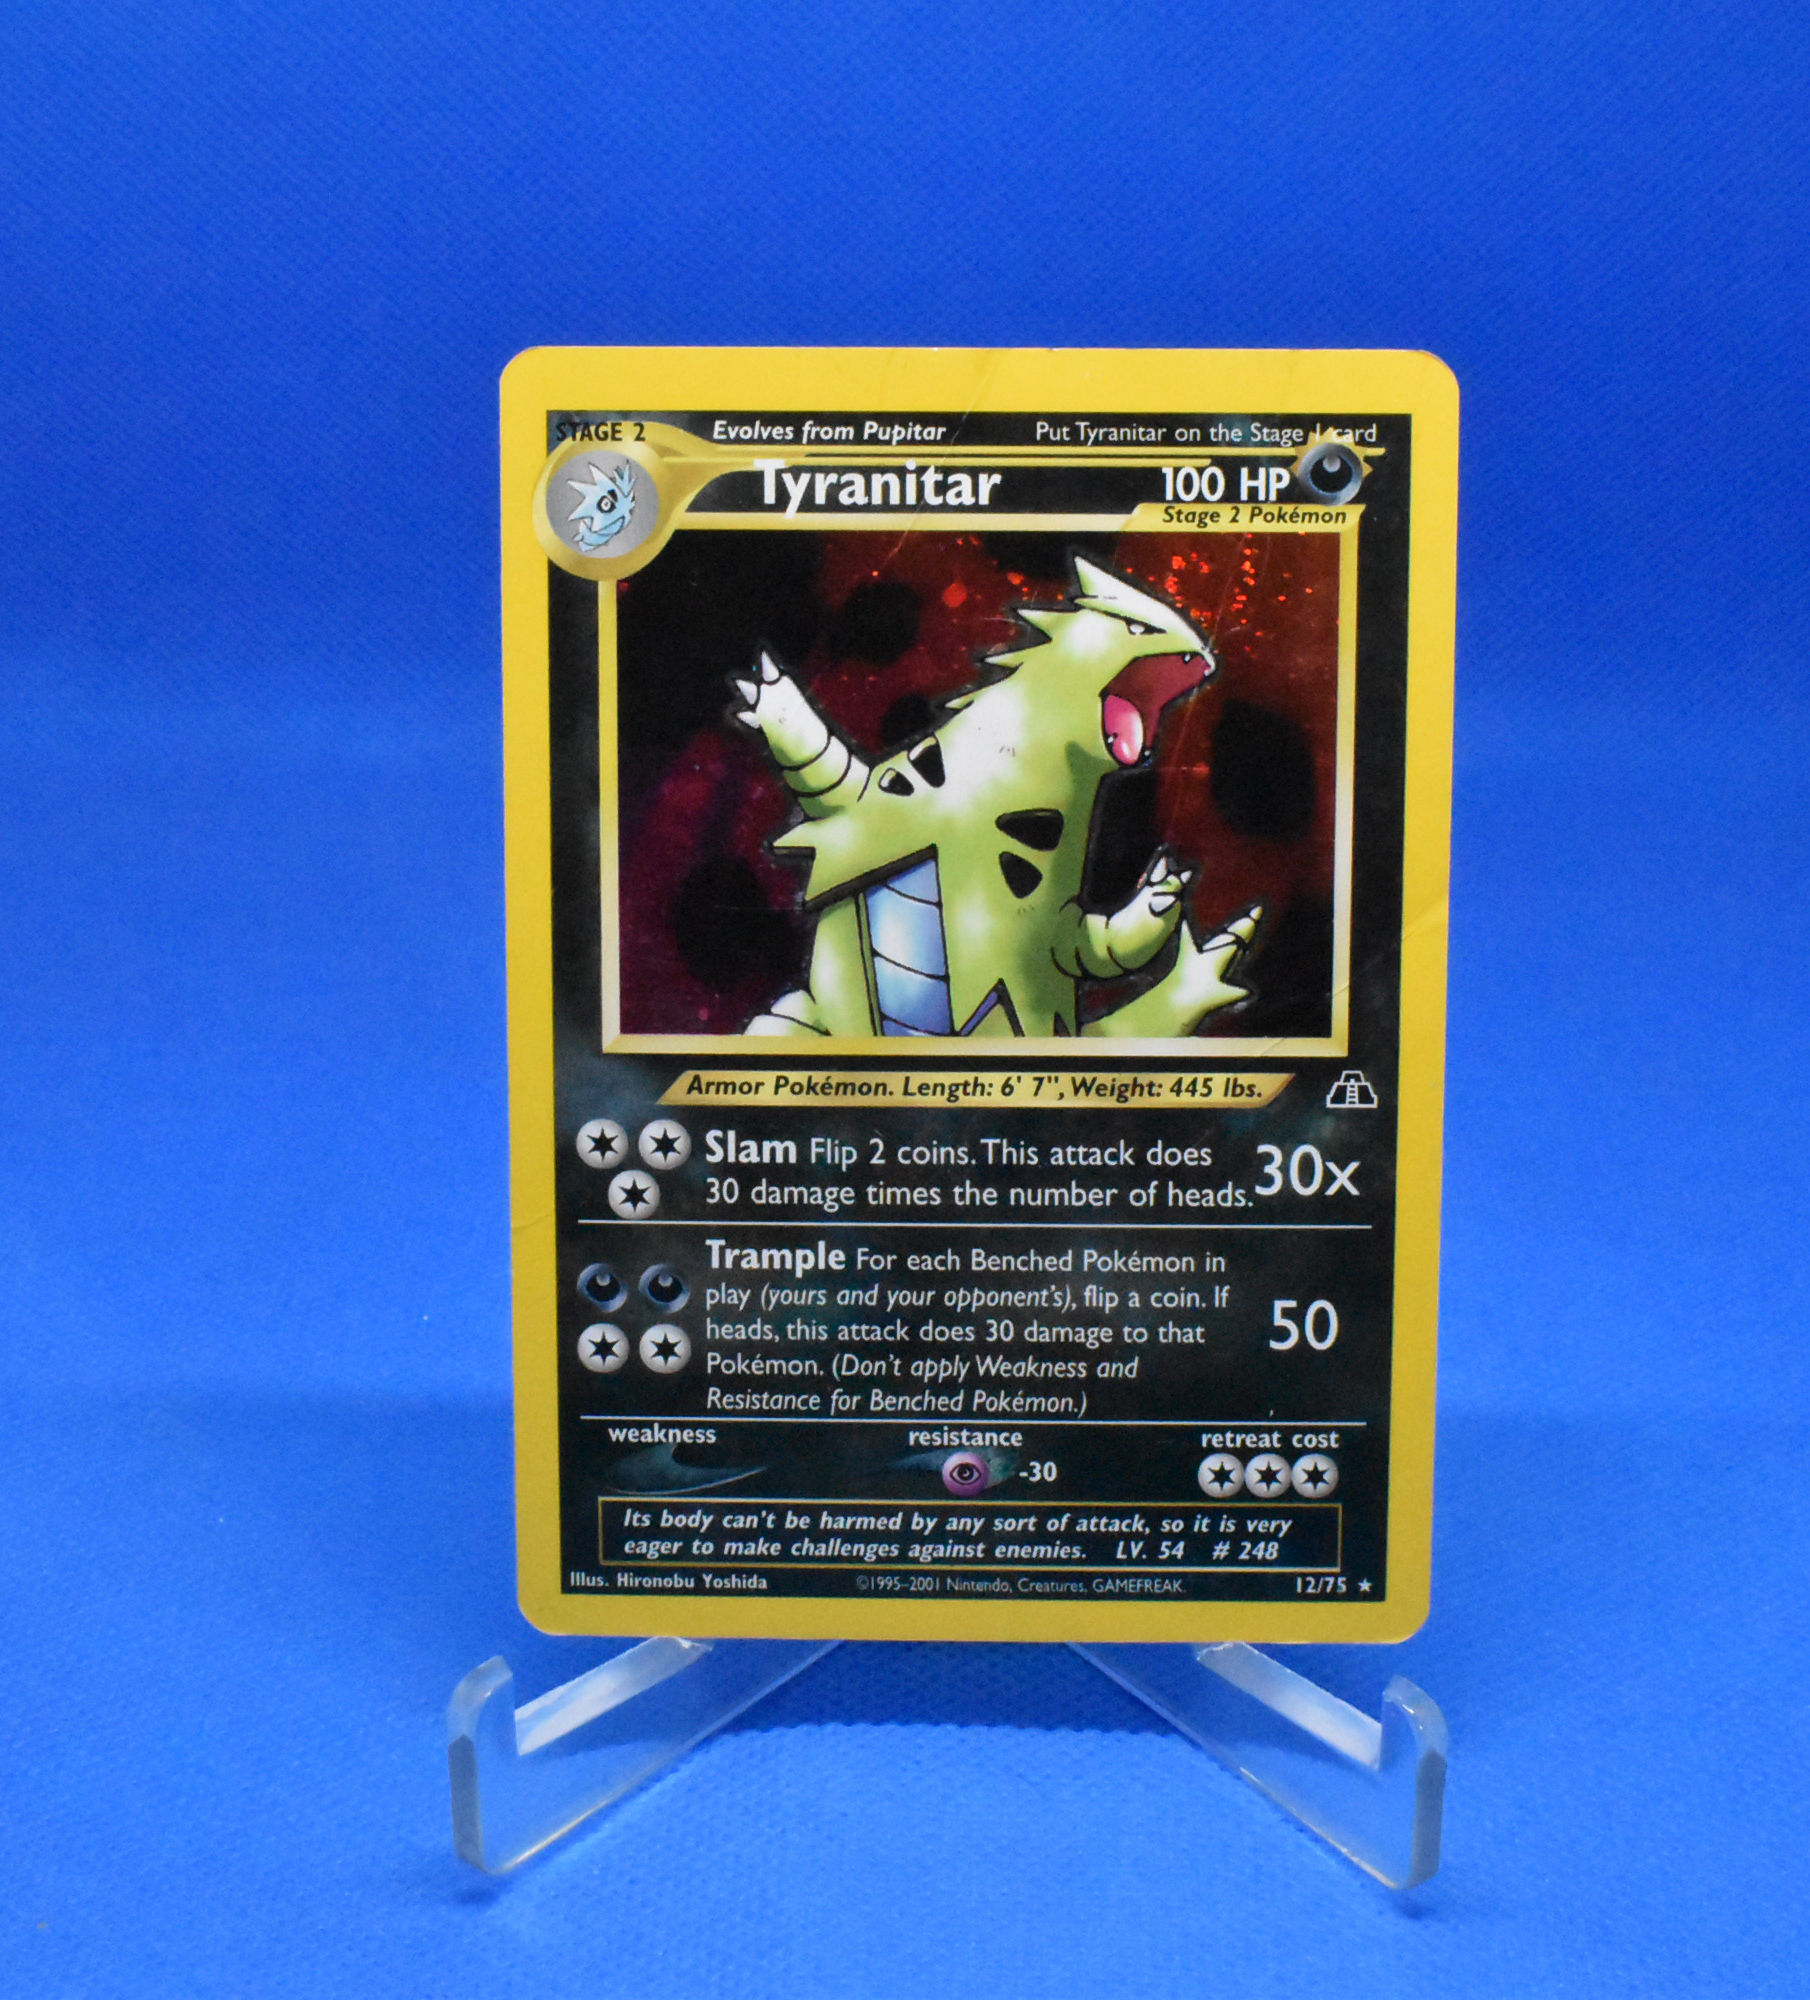 STAGE 2 Evolves from Pupitar Put Tyranitar on the Stage 1 card
Tyranitar 100 HP
Stage 2 Pokémon
Armor Pokémon. Length: 6' 7", Weight: 445 lbs.
Slam Flip 2 coins. This attack does
30 damage times the number of heads. 30x
Trample For each Benched Pokémon in
play (yours and your opponent's), flip a coin. If
heads, this attack does 30 damage to that
Pokémon. (Don't apply Weakness and
Resistance for Benched Pokémon.)
50
weakness resistance retreat cost
-30
Its body can't be harmed by any sort of attack, so it is very
eager to make challenges against enemies. LV. 54 # 248
Illus. Hironobu Yoshida ©1995–2001 Nintendo, Creatures, GAMEFREAK. 12/75 ★